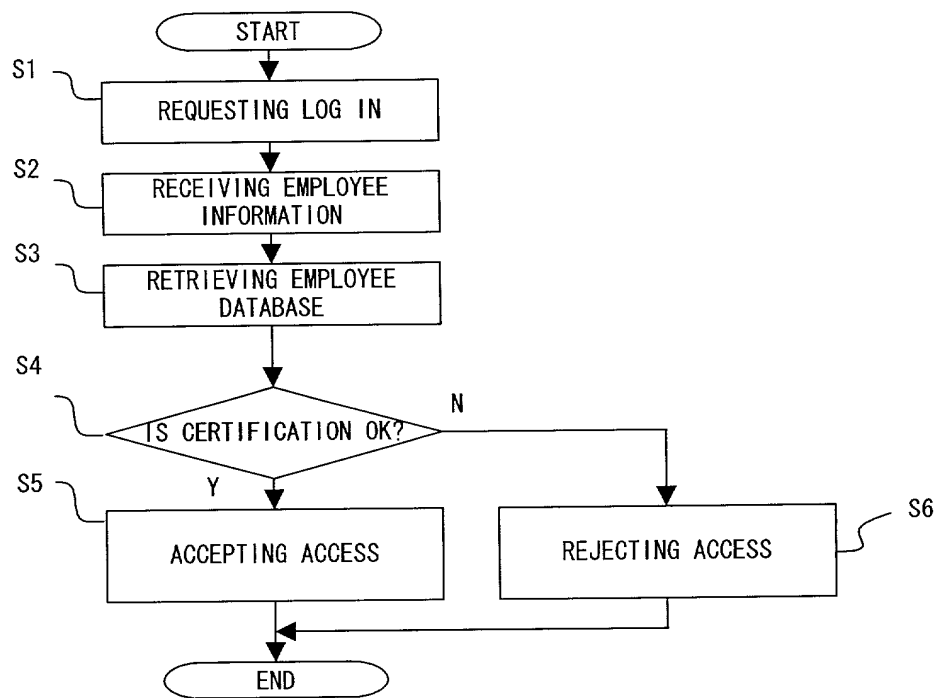 START
S1
REQUESTING LOG IN
S2
RECEIVING EMPLOYEE
INFORMATION
S3
RETRIEVING EMPLOYEE
DATABASE
S4
IS CERTIFICATION OK?
N
Y
S5
ACCEPTING ACCESS
REJECTING ACCESS
S6
END